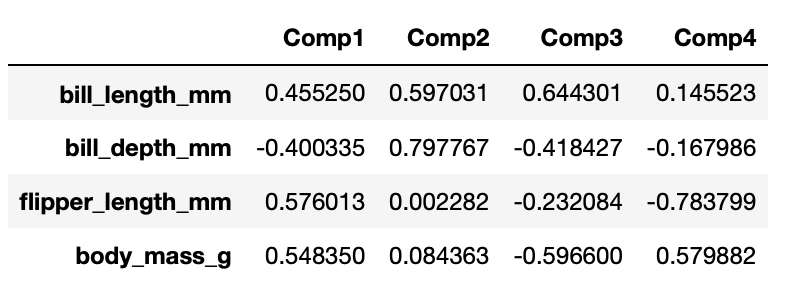 Comp1 Comp2 Comp3 Comp4
bill_length_mm 0.455250 0.597031 0.644301 0.145523
bill_depth_mm -0.400335 0.797767 -0.418427 -0.167986
flipper_length_mm 0.576013 0.002282 -0.232084 -0.783799
body_mass_g 0.548350 0.084363 -0.596600 0.579882